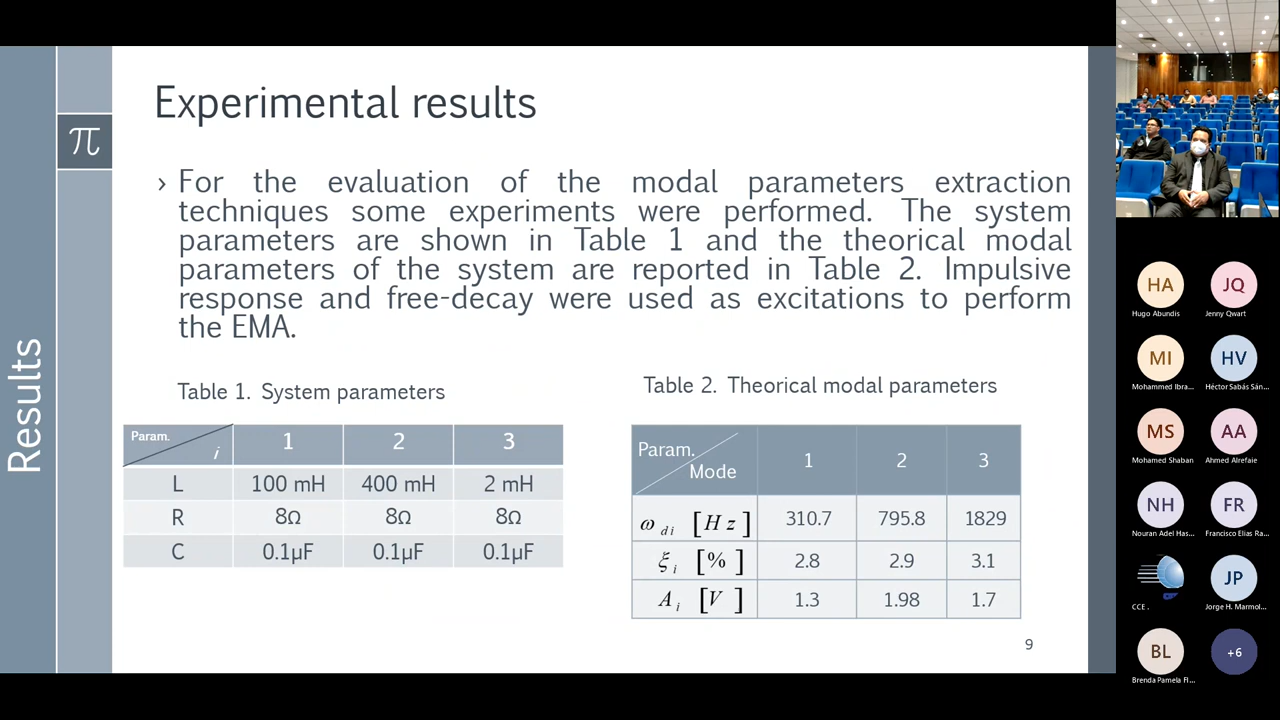 Experimental results
π
Results
› For the evaluation of the modal parameters extraction
techniques some experiments were performed. The system
parameters are shown in Table 1 and the theorical modal
parameters of the system are reported in Table 2. Impulsive
response and free-decay were used as excitations to perform
the EMA.
Table 1. System parameters
Param. i 1 2 3
L 100 mH 400 mH 2 mH
R 8Ω 8Ω 8Ω
C 0.1µF 0.1µF 0.1µF
Table 2. Theorical modal parameters
Param. Mode 1 2 3
ω di [Hz] 310.7 795.8 1829
ξ i [%] 2.8 2.9 3.1
A i [V] 1.3 1.98 1.7
9
HA JQ
Hugo Abundis Jenny Qwart
MI HV
Mohammed Ibra... Héctor Sabás Sán...
MS AA
Mohamed Shaban Ahmed Alrefaie
NH FR
Nouran Adel Has... Francisco Elias Ra...
JP
CCE . Jorge H. Marmol...
BL +6
Brenda Pamela Fl...